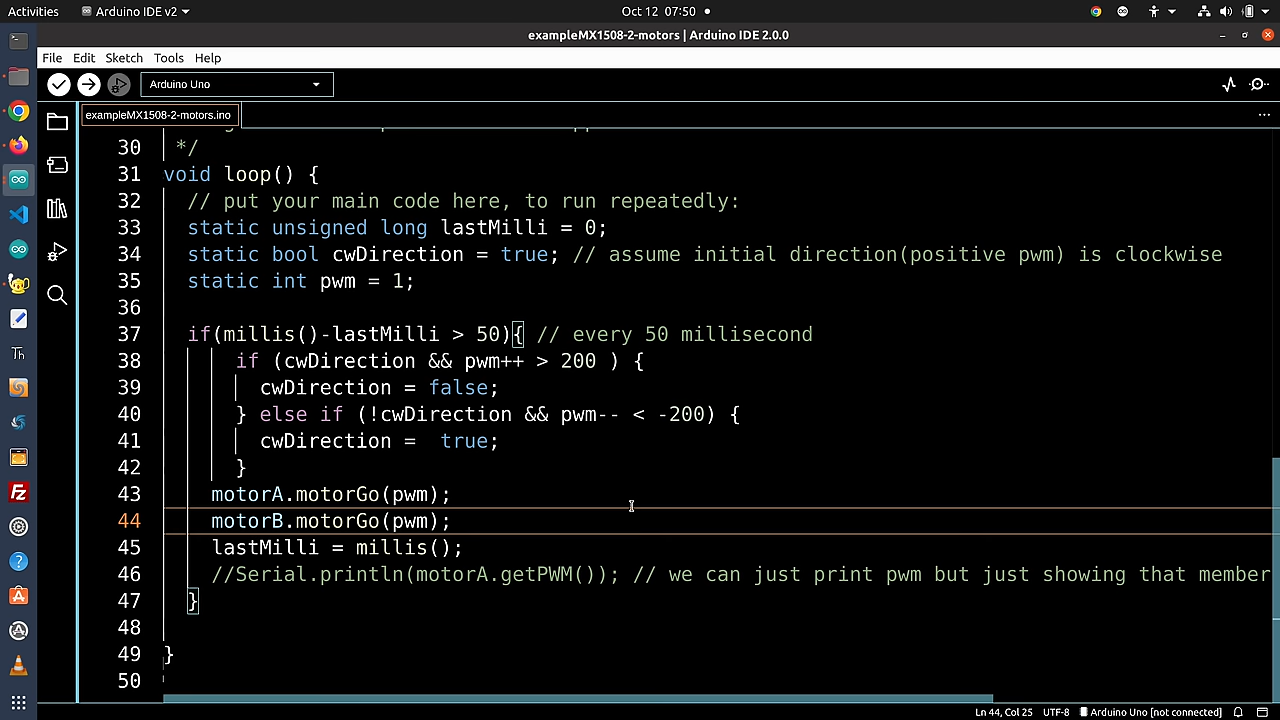 Activities
Arduino IDE v2
Oct 12 07:50
exampleMX1508-2-motors | Arduino IDE 2.0.0
File Edit Sketch Tools Help
Arduino Uno
exampleMX1508-2-motors.ino
30 */
31 void loop() {
32 // put your main code here, to run repeatedly:
33 static unsigned long lastMilli = 0;
34 static bool cwDirection = true; // assume initial direction(positive pwm) is clockwise
35 static int pwm = 1;
36
37 if(millis()-lastMilli > 50){ // every 50 millisecond
38 if (cwDirection && pwm++ > 200 ) {
39 cwDirection = false;
40 } else if (!cwDirection && pwm-- < -200) {
41 cwDirection =  true;
42 }
43 motorA.motorGo(pwm);
44 motorB.motorGo(pwm);
45 lastMilli = millis();
46 //Serial.println(motorA.getPWM()); // we can just print pwm but just showing that member
47 }
48
49 }
50
Ln 44, Col 25 UTF-8 Arduino Uno [not connected]